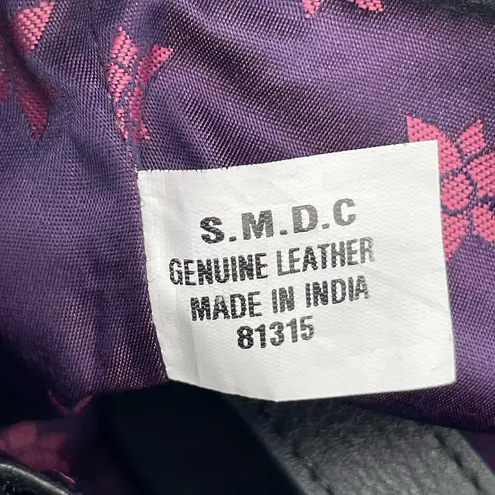 S.M.D.C
GENUINE LEATHER
MADE IN INDIA
81315